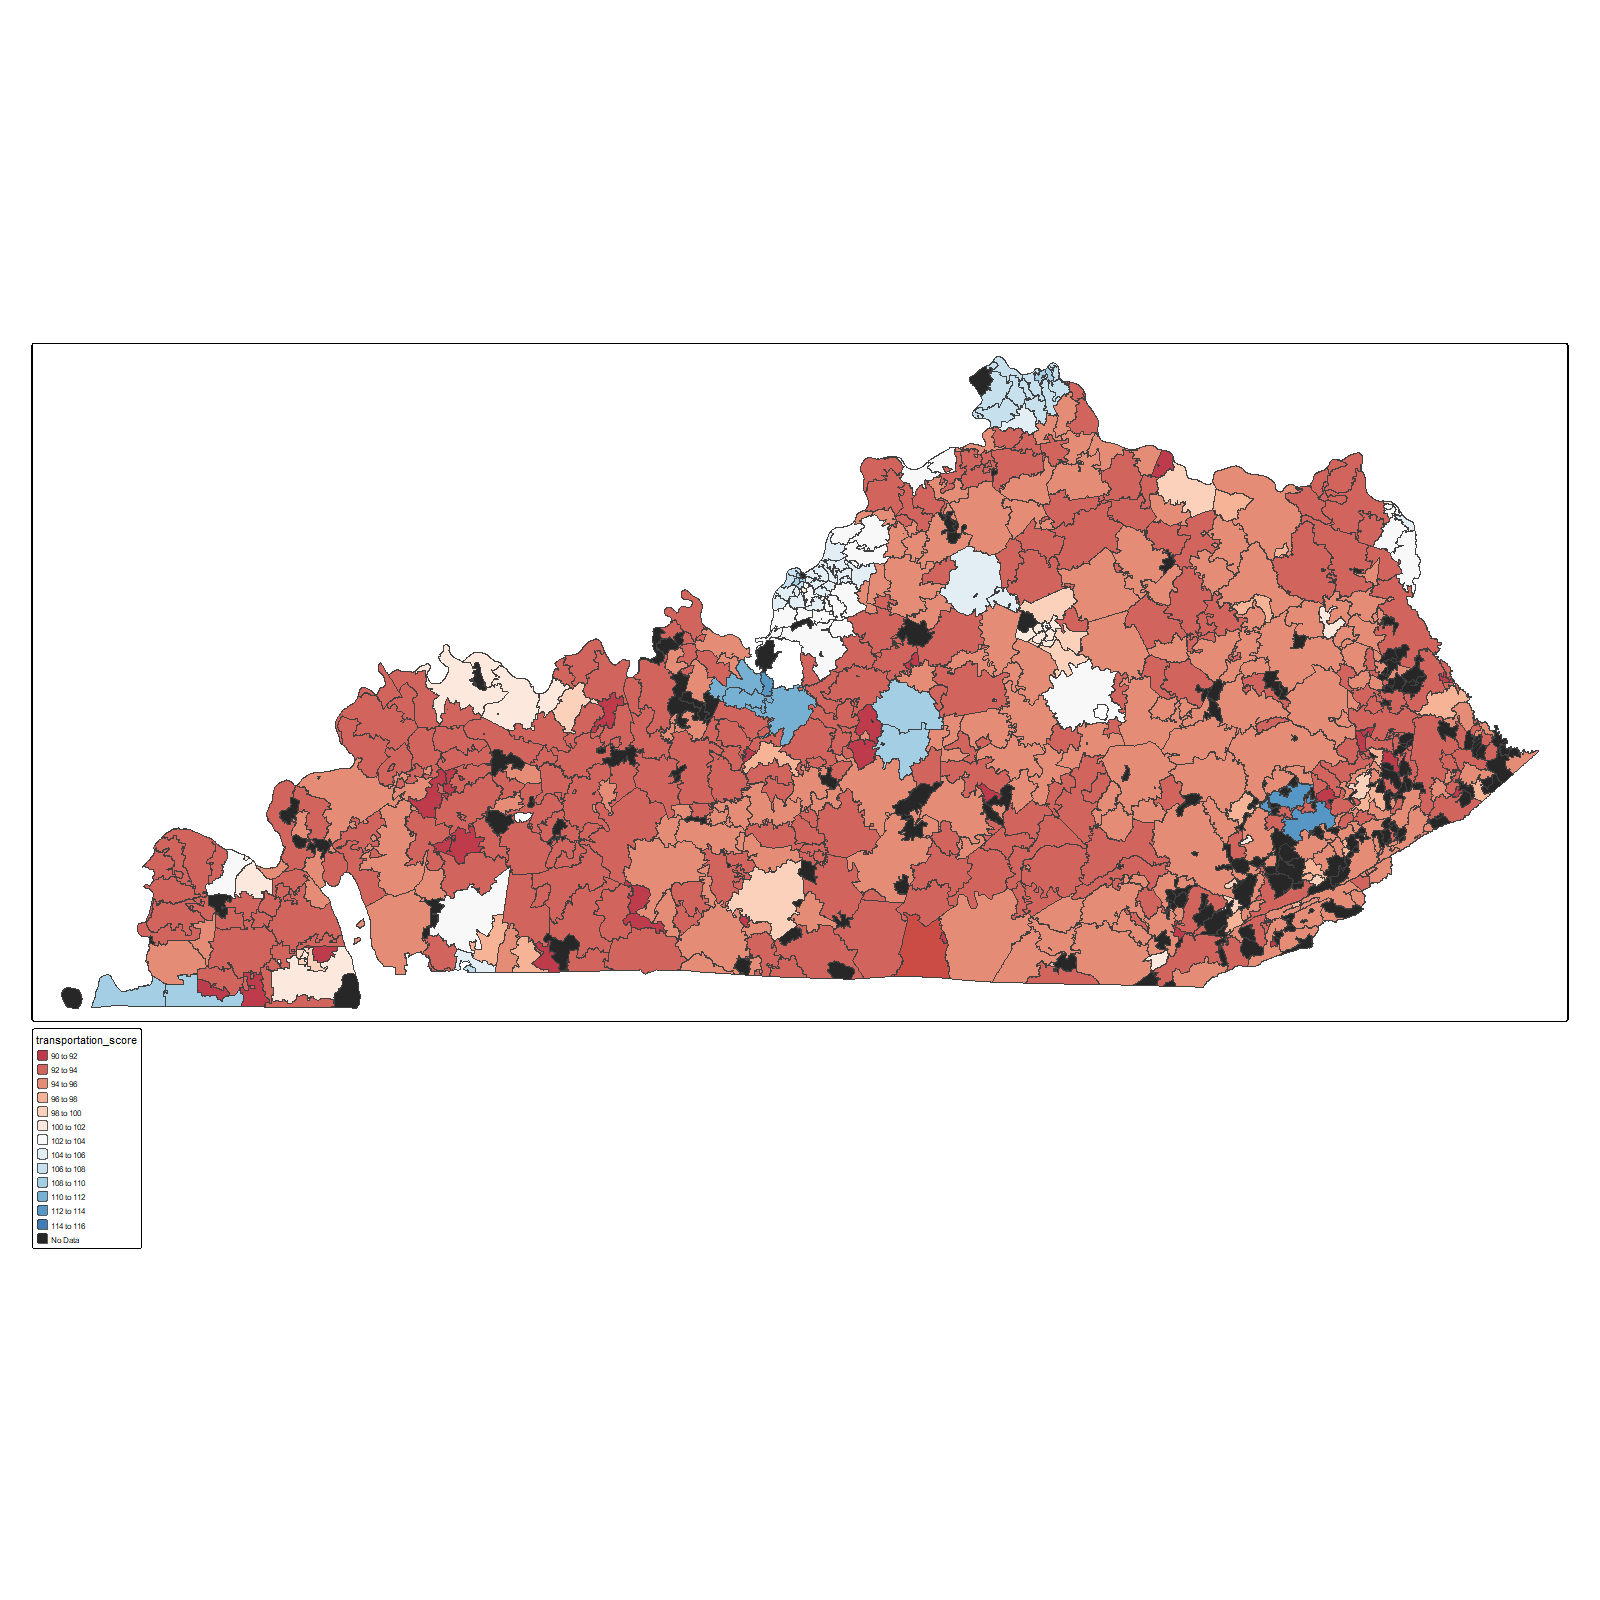 transportation_score
90 to 92
92 to 94
94 to 96
96 to 98
98 to 100
100 to 102
102 to 104
104 to 106
106 to 108
108 to 110
110 to 112
112 to 114
114 to 116
No Data